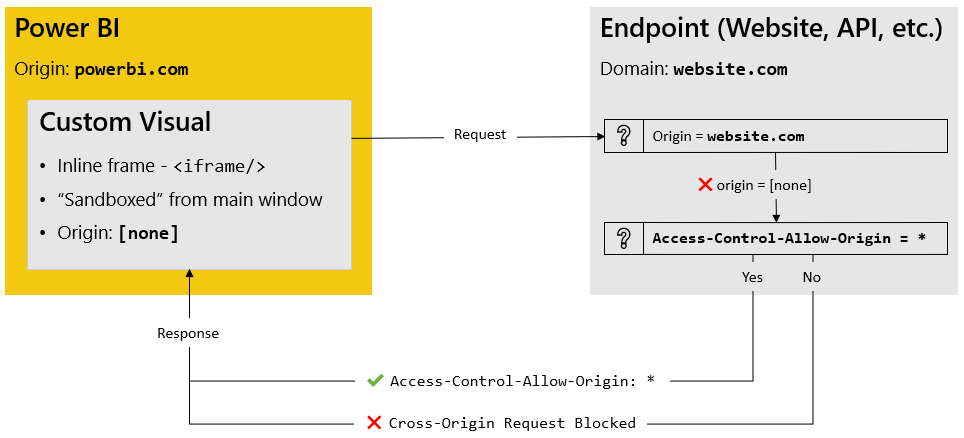 Power BI
Origin: powerbi.com
Custom Visual
• Inline frame - <iframe/>
• “Sandboxed” from main window
• Origin: [none]
Request
Endpoint (Website, API, etc.)
Domain: website.com
? Origin = website.com
❌ origin = [none]
? Access-Control-Allow-Origin = *
Yes No
Response
✔ Access-Control-Allow-Origin: *
❌ Cross-Origin Request Blocked